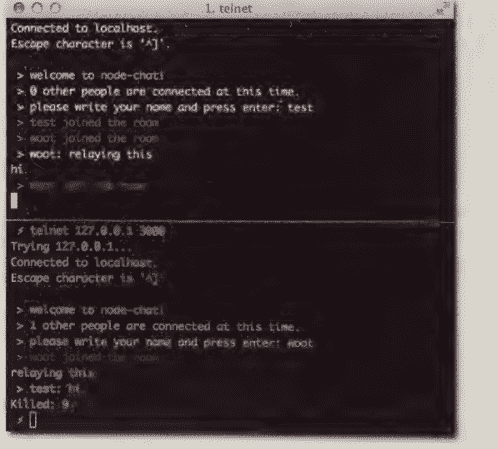 1. telnet
Connected to localhost.
Escape character is '^]'.
> welcome to node-chat!
> 0 other people are connected at this time.
> please write your name and press enter: test
> test joined the room
> woot joined the room
> woot: relaying this
hi
>
⚡ telnet 127.0.0.1 3000
Trying 127.0.0.1...
Connected to localhost.
Escape character is '^]'.
> welcome to node-chat!
> 1 other people are connected at this time.
> please write your name and press enter: woot
> woot joined the room
relaying this
> test: hi
Killed: 9
⚡